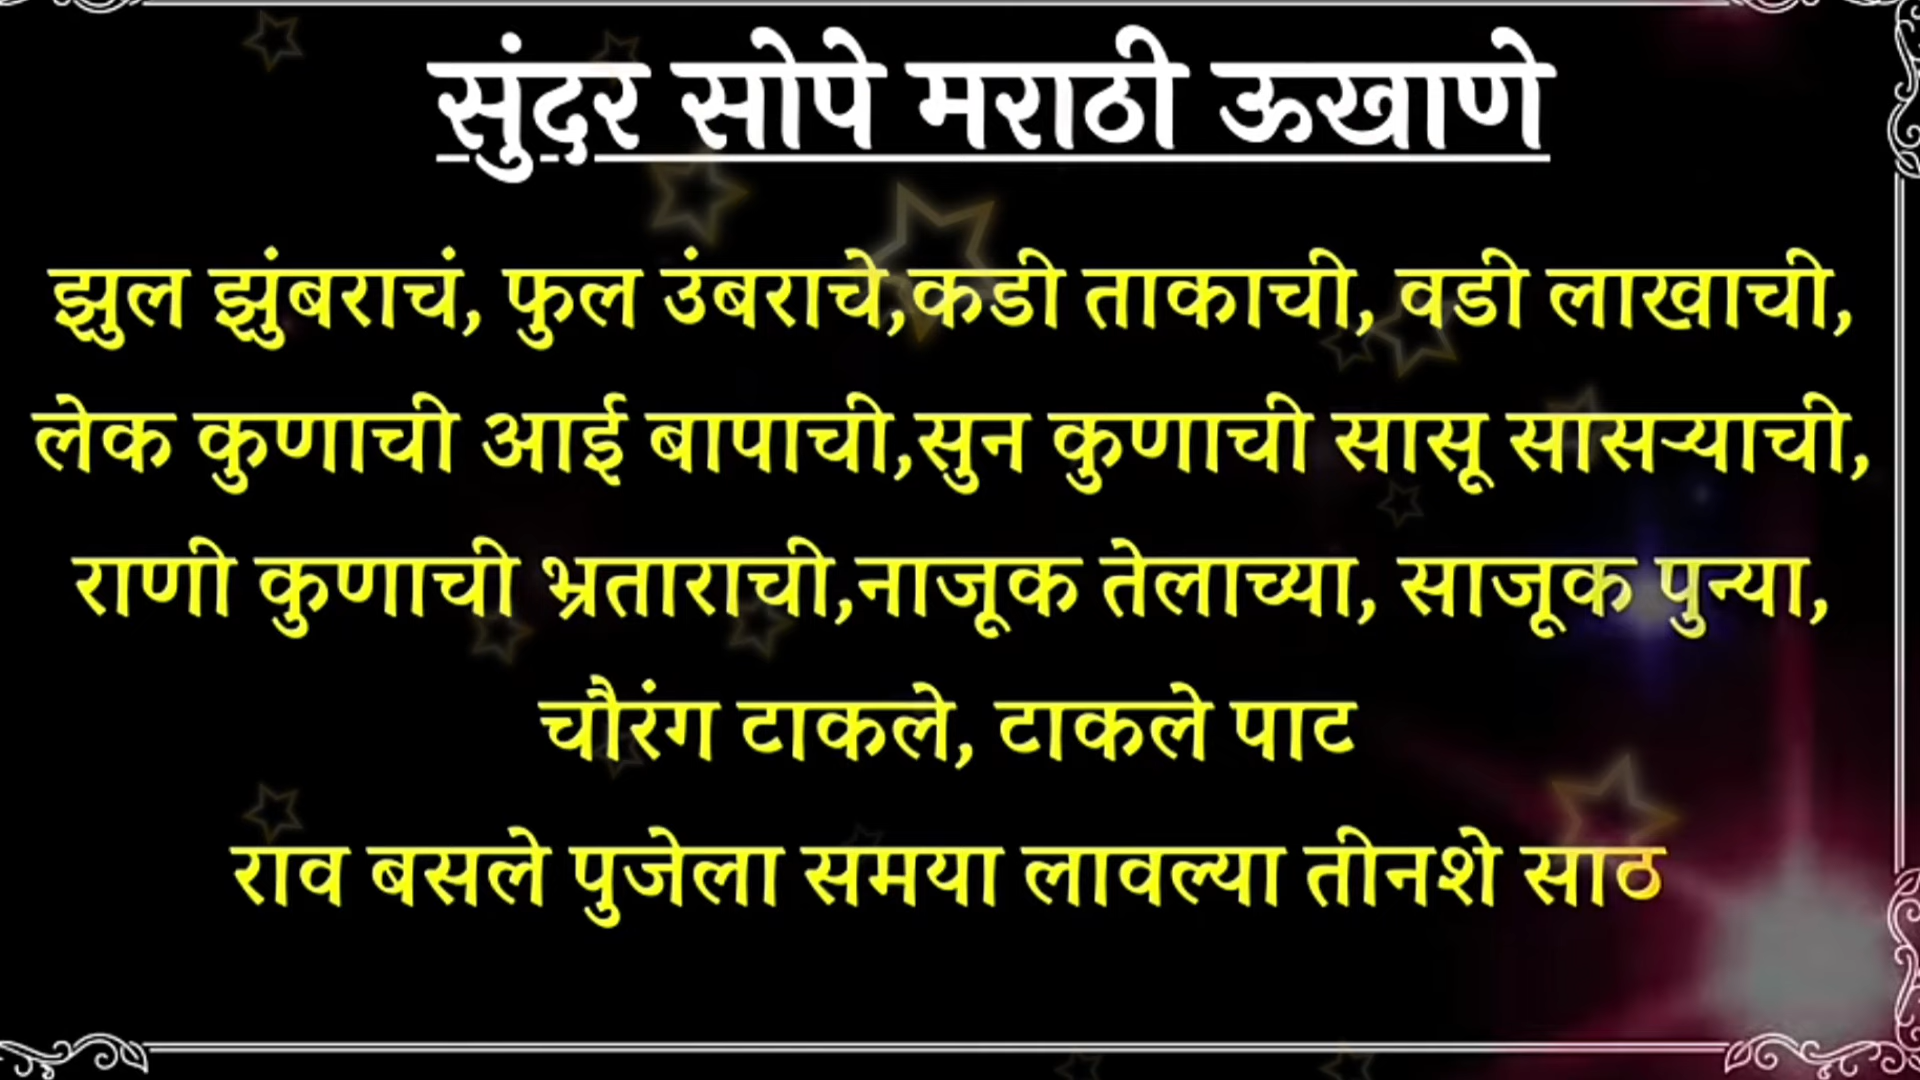 सुंदर सोपे मराठी ऊखाणे
झुल झुंबराचं, फुल उंबराचे,कडी ताकाची, वडी लाखाची,
लेक कुणाची आई बापाची,सुन कुणाची सासू सासऱ्याची,
राणी कुणाची भ्रताराची,नाजूक तेलाच्या, साजूक पुऱ्या,
चौरंग टाकले, टाकले पाट
राव बसले पुजेला समया लावल्या तीनशे साठ